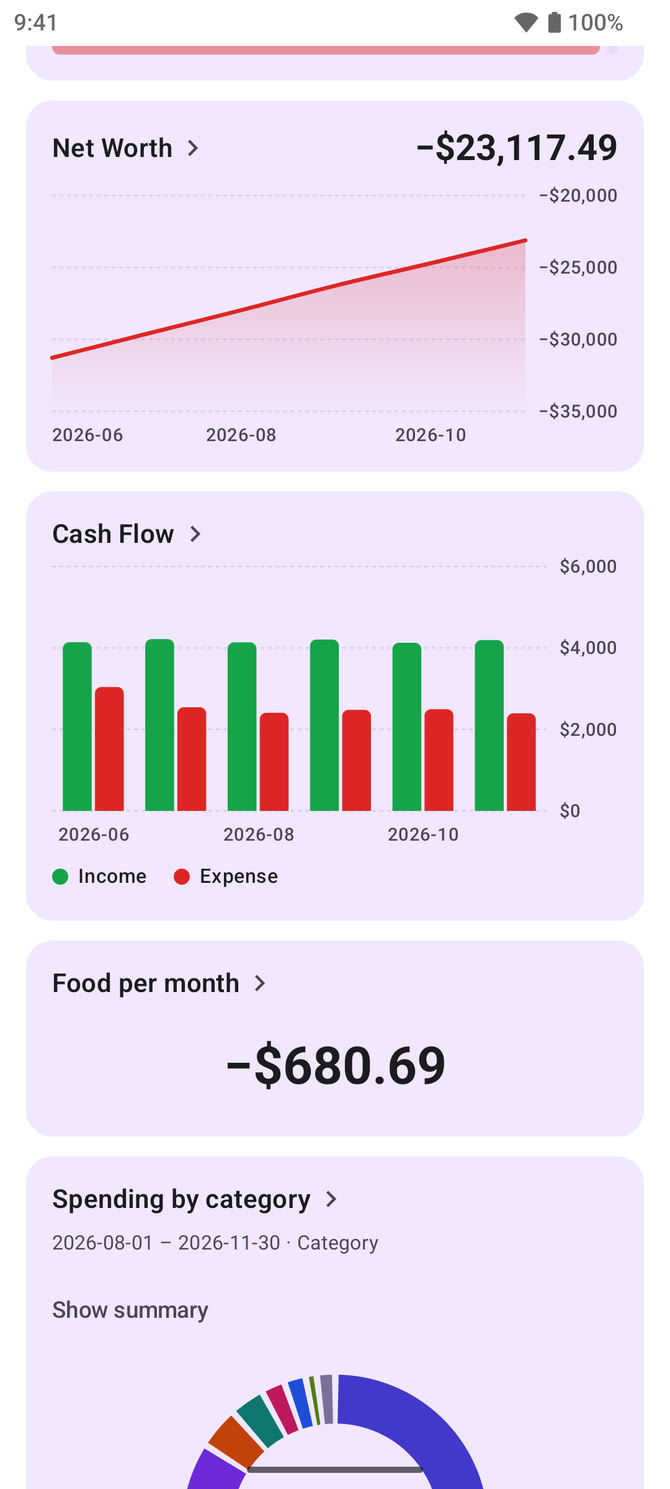 9:41 100%
Net Worth −$23,117.49
−$20,000
−$25,000
−$30,000
−$35,000
2026-06 2026-08 2026-10
Cash Flow
$6,000
$4,000
$2,000
$0
2026-06 2026-08 2026-10
Income Expense
Food per month
−$680.69
Spending by category
2026-08-01 – 2026-11-30 · Category
Show summary